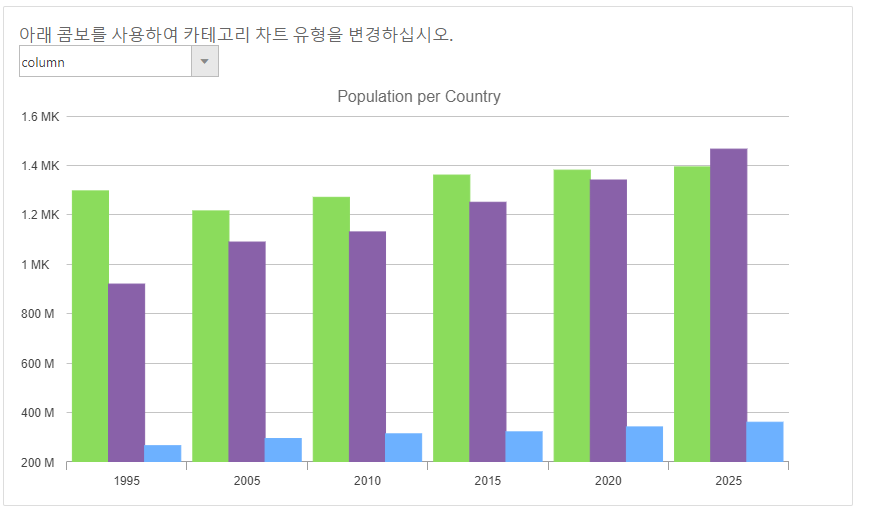 아래 콤보를 사용하여 카테고리 차트 유형을 변경하십시오.
column
Population per Country
1.6 MK
1.4 MK
1.2 MK
1 MK
800 M
600 M
400 M
200 M
1995 2005 2010 2015 2020 2025